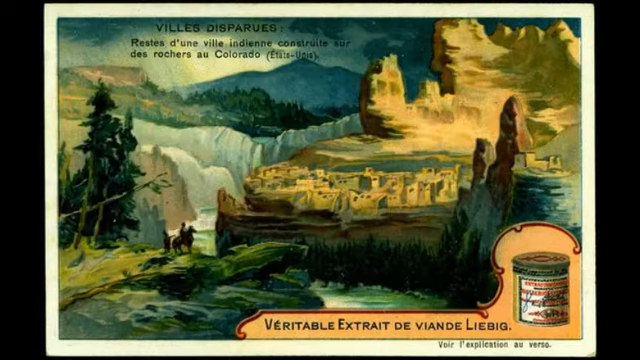 VILLES DISPARUES:
Restes d'une ville indienne construite sur
des rochers au Colorado (États-Unis).
VÉRITABLE EXTRAIT DE VIANDE LIEBIG.
Voir l'explication au verso.